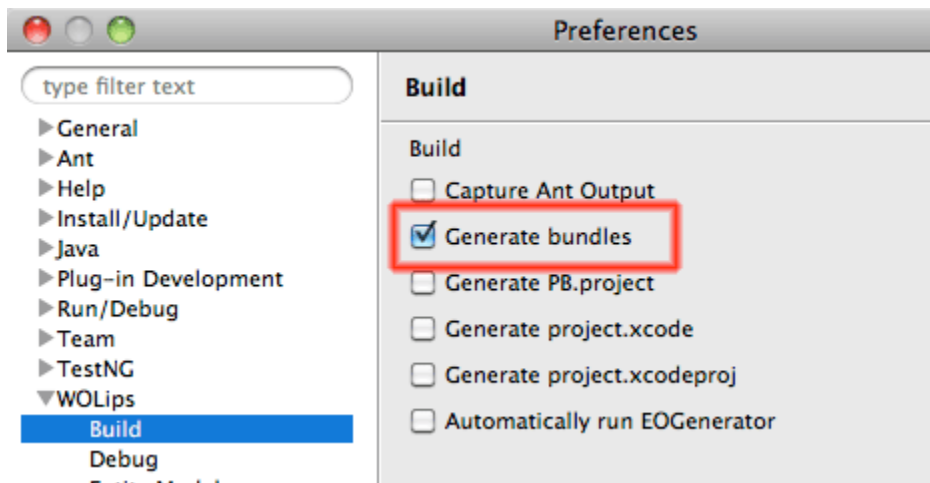 Preferences
type filter text
General
Ant
Help
Install/Update
Java
Plug-in Development
Run/Debug
Team
TestNG
WOLips
Build
Debug
Build
Build
Capture Ant Output
Generate bundles
Generate PB.project
Generate project.xcode
Generate project.xcodeproj
Automatically run EOGenerator